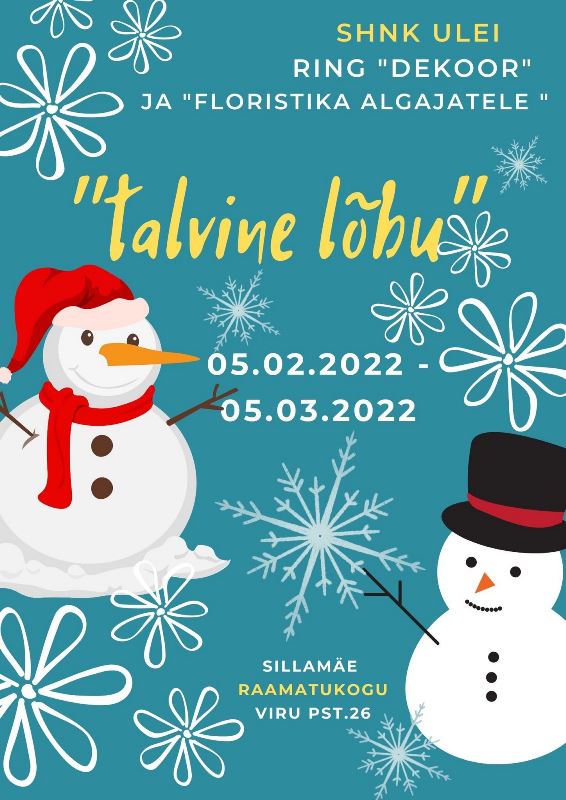 SHNK ULEI
RING "DEKOOR"
JA "FLORISTIKA ALGAJATELE "
"talvine lõbu"
05.02.2022 -
05.03.2022
SILLAMÄE
RAAMATUKOGU
VIRU PST.26